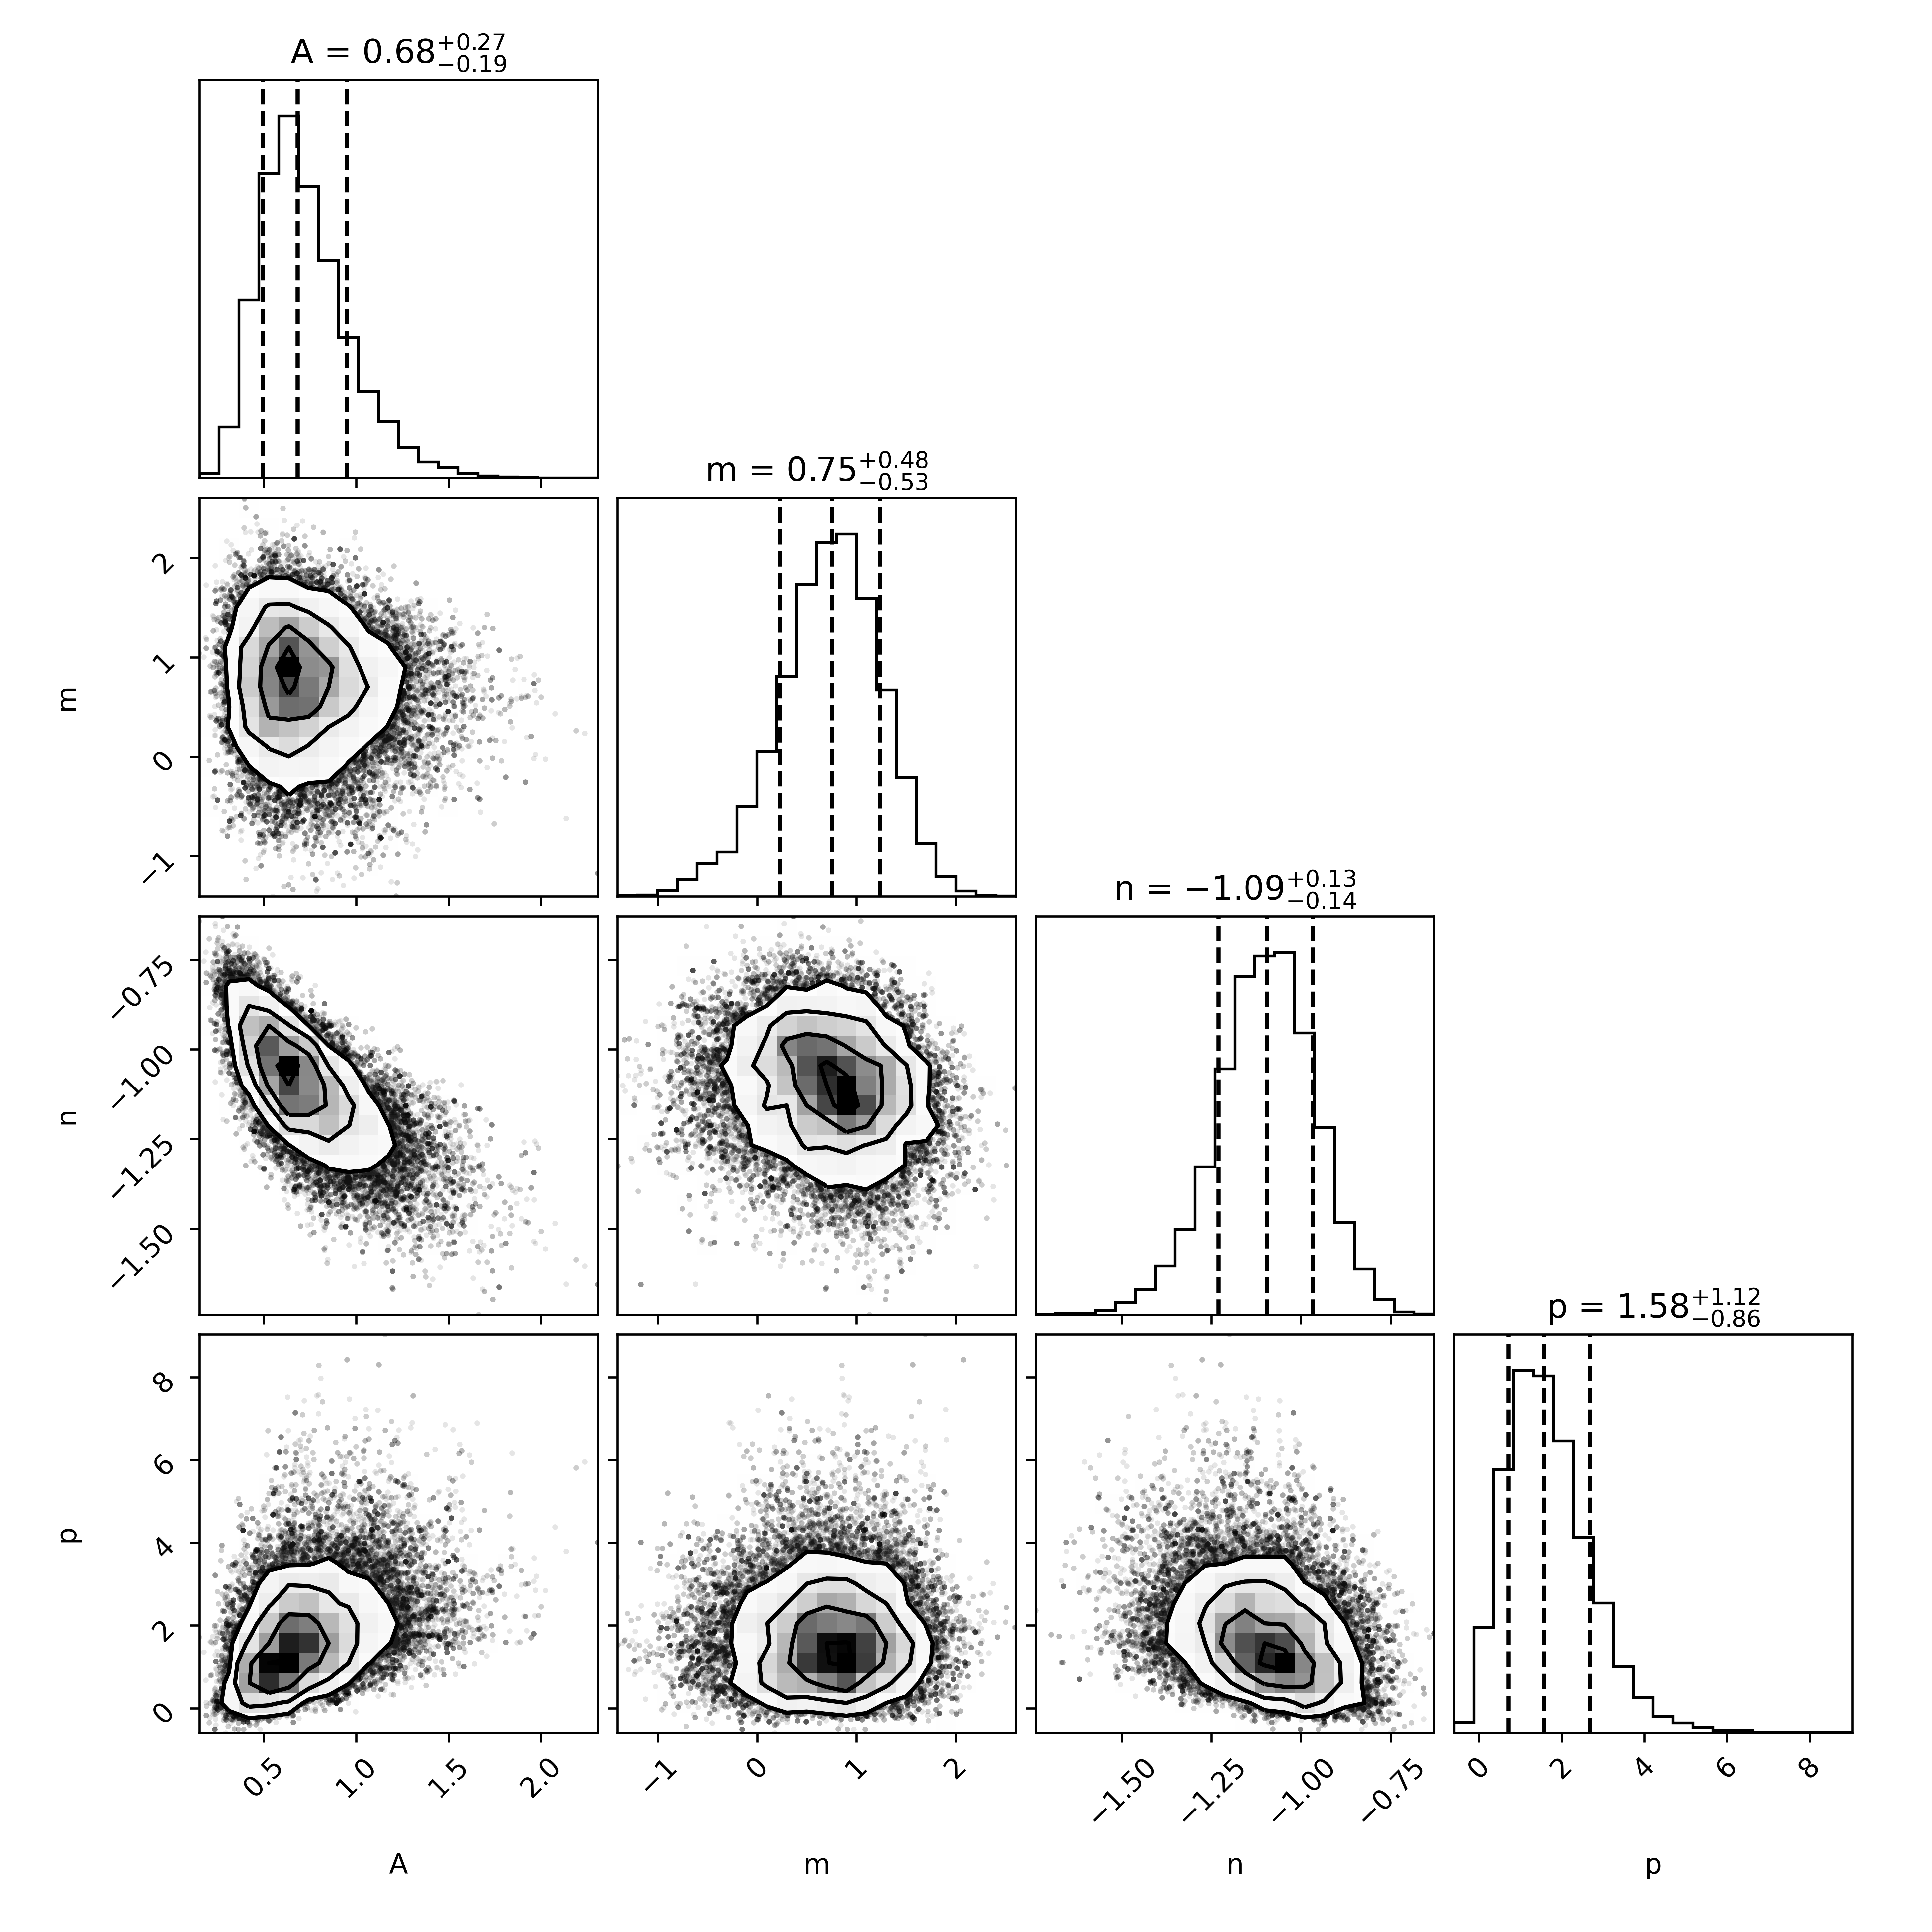 A = 0.68+0.27−0.19
m = 0.75+0.48−0.53
2
1
0
−1
m
n = −1.09+0.13−0.14
−0.75
−1.00
−1.25
−1.50
n
p = 1.58+1.12−0.86
8
6
4
2
0
p
0.5 1.0 1.5 2.0 −1 0 1 2 −1.50 −1.25 −1.00 −0.75 0 2 4 6 8
A m n p